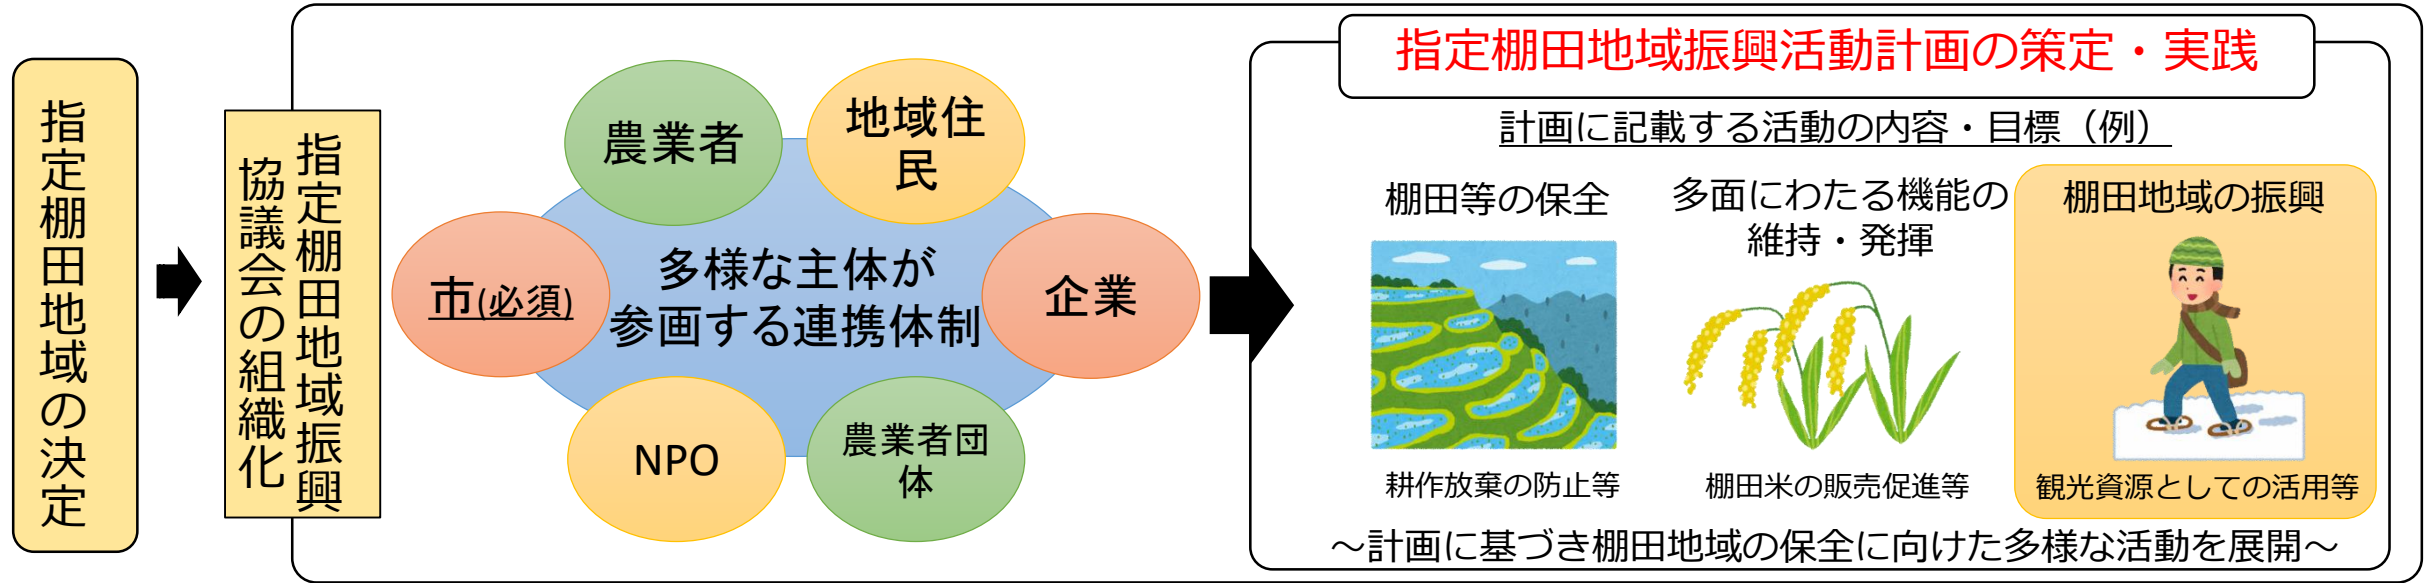 指定棚田地域の決定
指定棚田地域振興
協議会の組織化
農業者
地域住
民
市(必須)
多様な主体が
参画する連携体制
企業
NPO
農業者団
体
指定棚田地域振興活動計画の策定・実践
計画に記載する活動の内容・目標（例）
棚田等の保全
耕作放棄の防止等
多面にわたる機能の
維持・発揮
棚田米の販売促進等
棚田地域の振興
観光資源としての活用等
～計画に基づき棚田地域の保全に向けた多様な活動を展開～